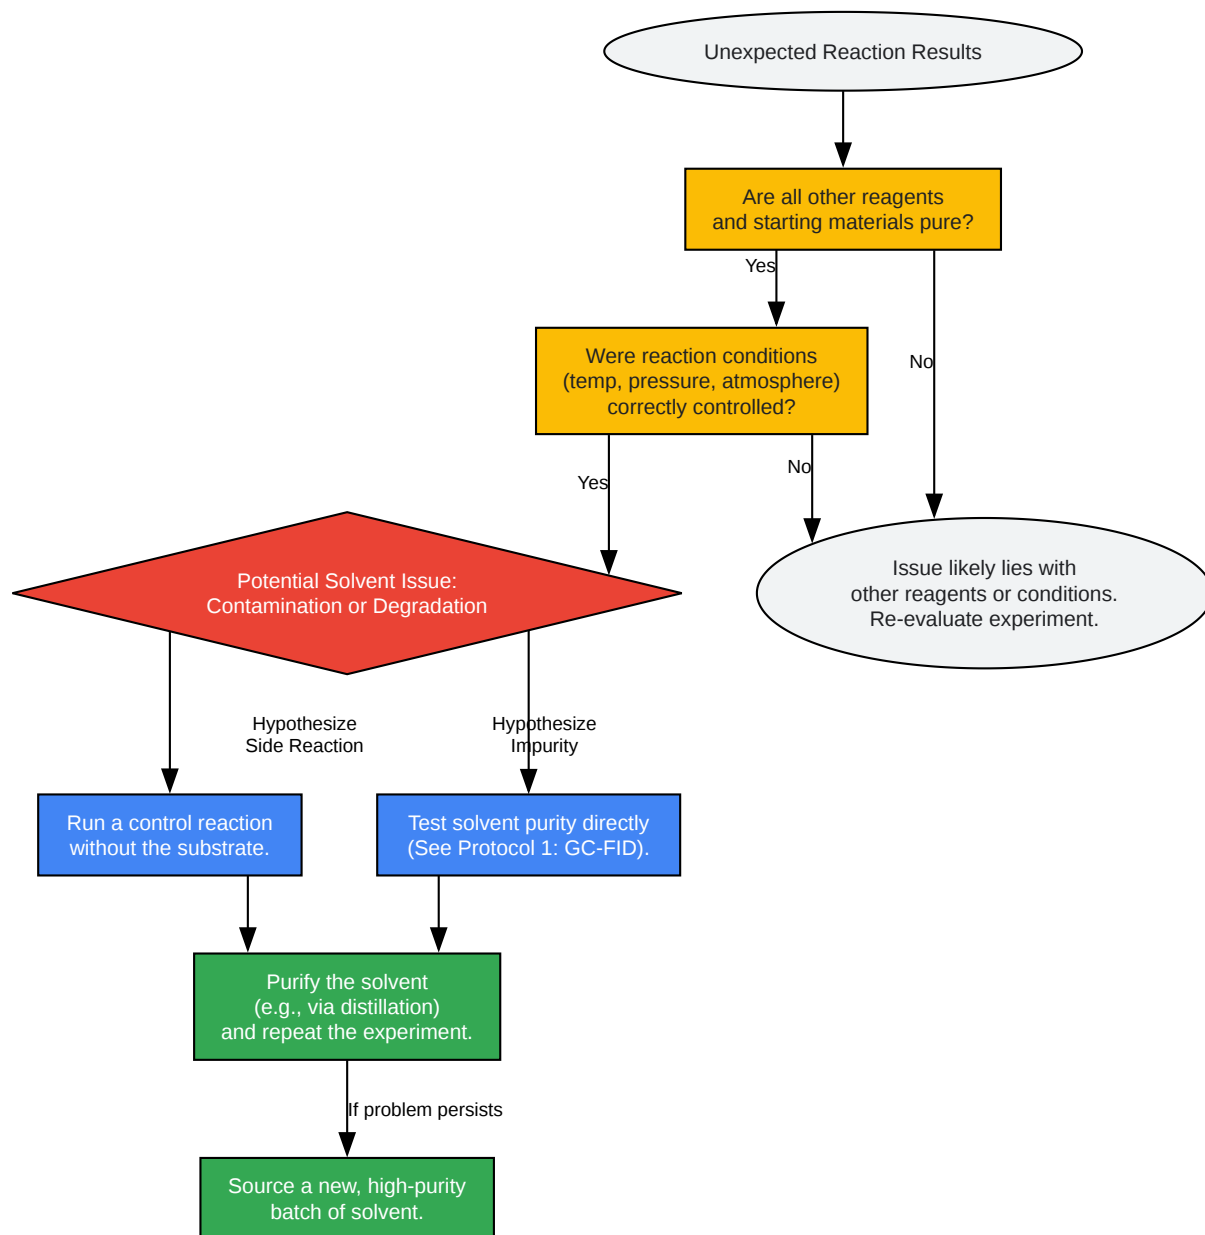 Unexpected Reaction Results
Are all other reagents
and starting materials pure?
Yes
No
Were reaction conditions
(temp, pressure, atmosphere)
correctly controlled?
Yes
No
Potential Solvent Issue:
Contamination or Degradation
Issue likely lies with
other reagents or conditions.
Re-evaluate experiment.
Hypothesize
Side Reaction
Hypothesize
Impurity
Run a control reaction
without the substrate.
Test solvent purity directly
(See Protocol 1: GC-FID).
Purify the solvent
(e.g., via distillation)
and repeat the experiment.
If problem persists
Source a new, high-purity
batch of solvent.